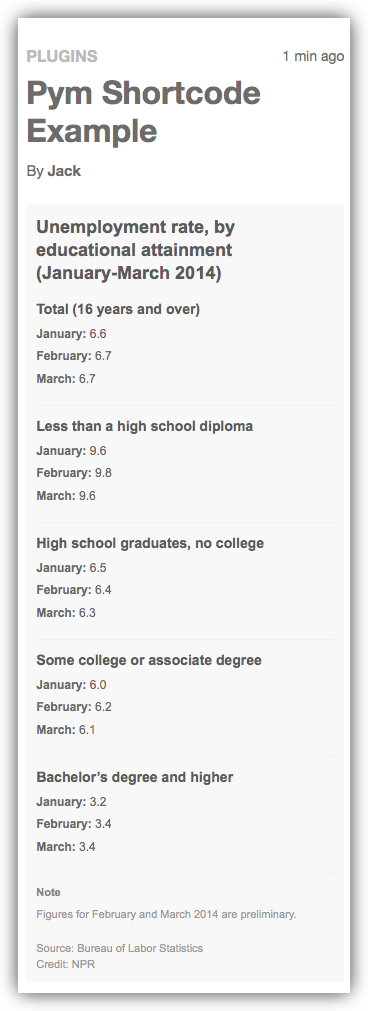 PLUGINS
1 min ago
Pym Shortcode
Example
By Jack
Unemployment rate, by
educational attainment
(January-March 2014)
Total (16 years and over)
January: 6.6
February: 6.7
March: 6.7
Less than a high school diploma
January: 9.6
February: 9.8
March: 9.6
High school graduates, no college
January: 6.5
February: 6.4
March: 6.3
Some college or associate degree
January: 6.0
February: 6.2
March: 6.1
Bachelor’s degree and higher
January: 3.2
February: 3.4
March: 3.4
Note
Figures for February and March 2014 are preliminary.
Source: Bureau of Labor Statistics
Credit: NPR